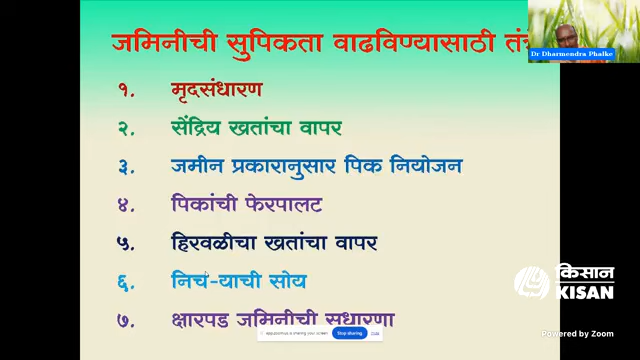 जमिनीची सुपिकता वाढविण्यासाठी
Dr Dharmendra Phalke
१. मृदसंधारण
२. सेंद्रिय खतांचा वापर
३. जमीन प्रकारानुसार पिक नियोजन
४. पिकांची फेरपालट
५. हिरवळीचा खतांचा वापर
६. निच-याची सोय
७. क्षारपड जमिनीची सुधारणा
किसान
KISAN
Stop sharing
Powered by Zoom